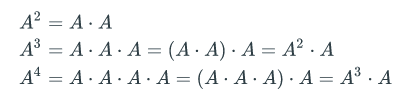 A² = A · A
A³ = A · A · A = (A · A) · A = A² · A
A⁴ = A · A · A · A = (A · A · A) · A = A³ · A